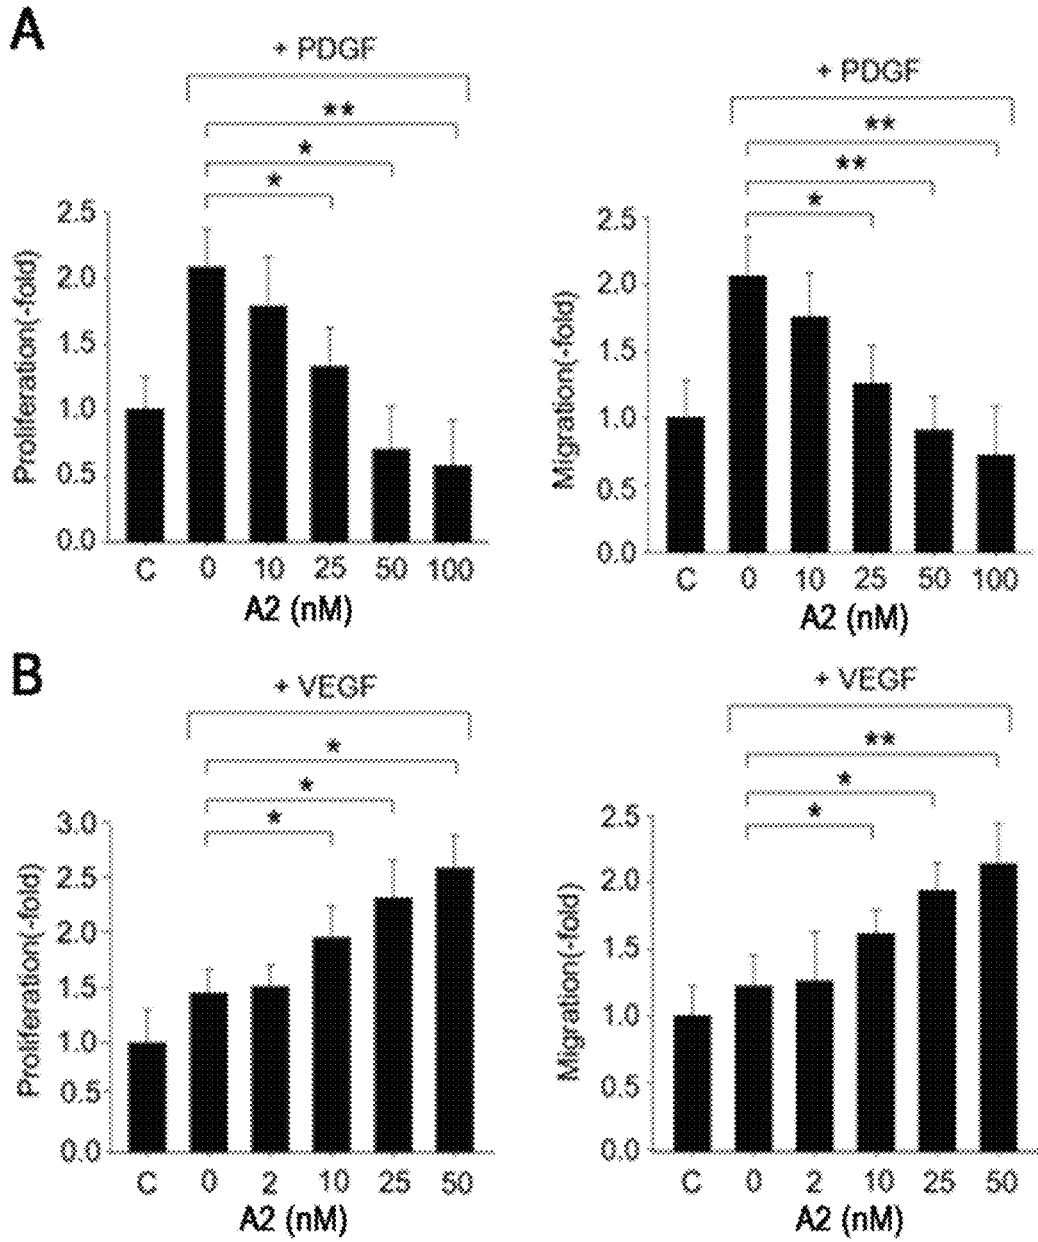 A
+ PDGF
**
*
*
Proliferation(-fold)
2.5
2.0
1.5
1.0
0.5
0.0
C 0 10 25 50 100
A2 (nM)
+ PDGF
**
**
*
Migration(-fold)
2.5
2.0
1.5
1.0
0.5
0.0
C 0 10 25 50 100
A2 (nM)
B
+ VEGF
*
*
*
Proliferation(-fold)
3.0
2.5
2.0
1.5
1.0
0.5
0.0
C 0 2 10 25 50
A2 (nM)
+ VEGF
**
*
*
Migration(-fold)
2.5
2.0
1.5
1.0
0.5
0.0
C 0 2 10 25 50
A2 (nM)